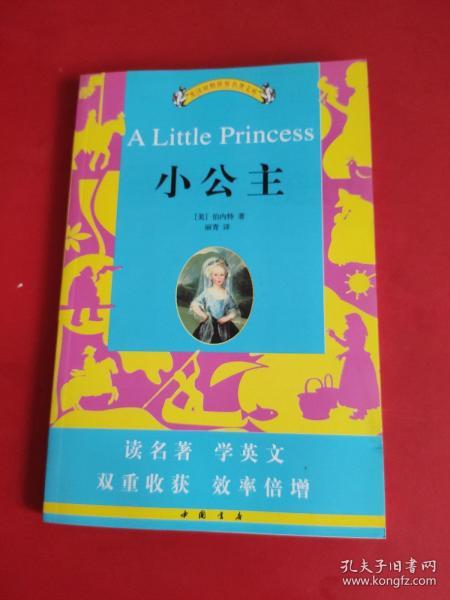 A Little Princess
小公主
[美] 伯内特 著
丽青 译
读名著 学英文
双重收获 效率倍增
中国书店
孔夫子旧书网
www.kongfz.com